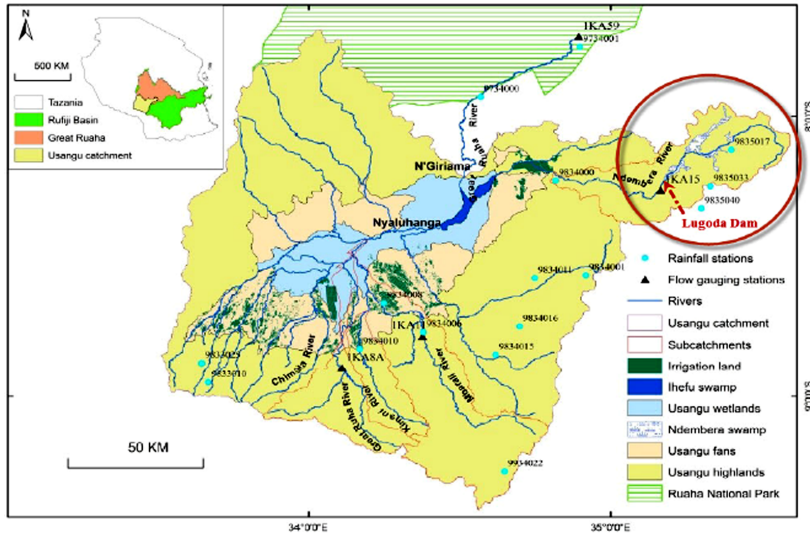 N
500 KM
Tazania
Rufiji Basin
Great Ruaha
Usangu catchment
1KA59
9734001
9734000
Great Ruaha River
N'Giriama
Nyaluhanga
9834000
Ndembera River
1KA15
9835017
9835033
9835040
Lugoda Dam
9834011
9834001
9834008
1KA11
9834006
9834016
9834010
9834015
1KA8A
9833025
9833010
Chimala River
Great Ruha River
Kimani River
Mbarali River
9934022
50 KM
Rainfall stations
Flow gauging stations
Rivers
Usangu catchment
Subcatchments
Irrigation land
Ihefu swamp
Usangu wetlands
Ndembera swamp
Usangu fans
Usangu highlands
Ruaha National Park
34°0'0"E
35°0'0"E